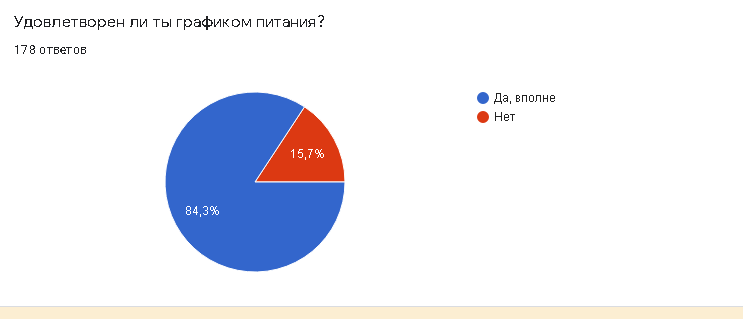 Удовлетворен ли ты графиком питания?
178 ответов
Да, вполне
Нет
15,7%
84,3%